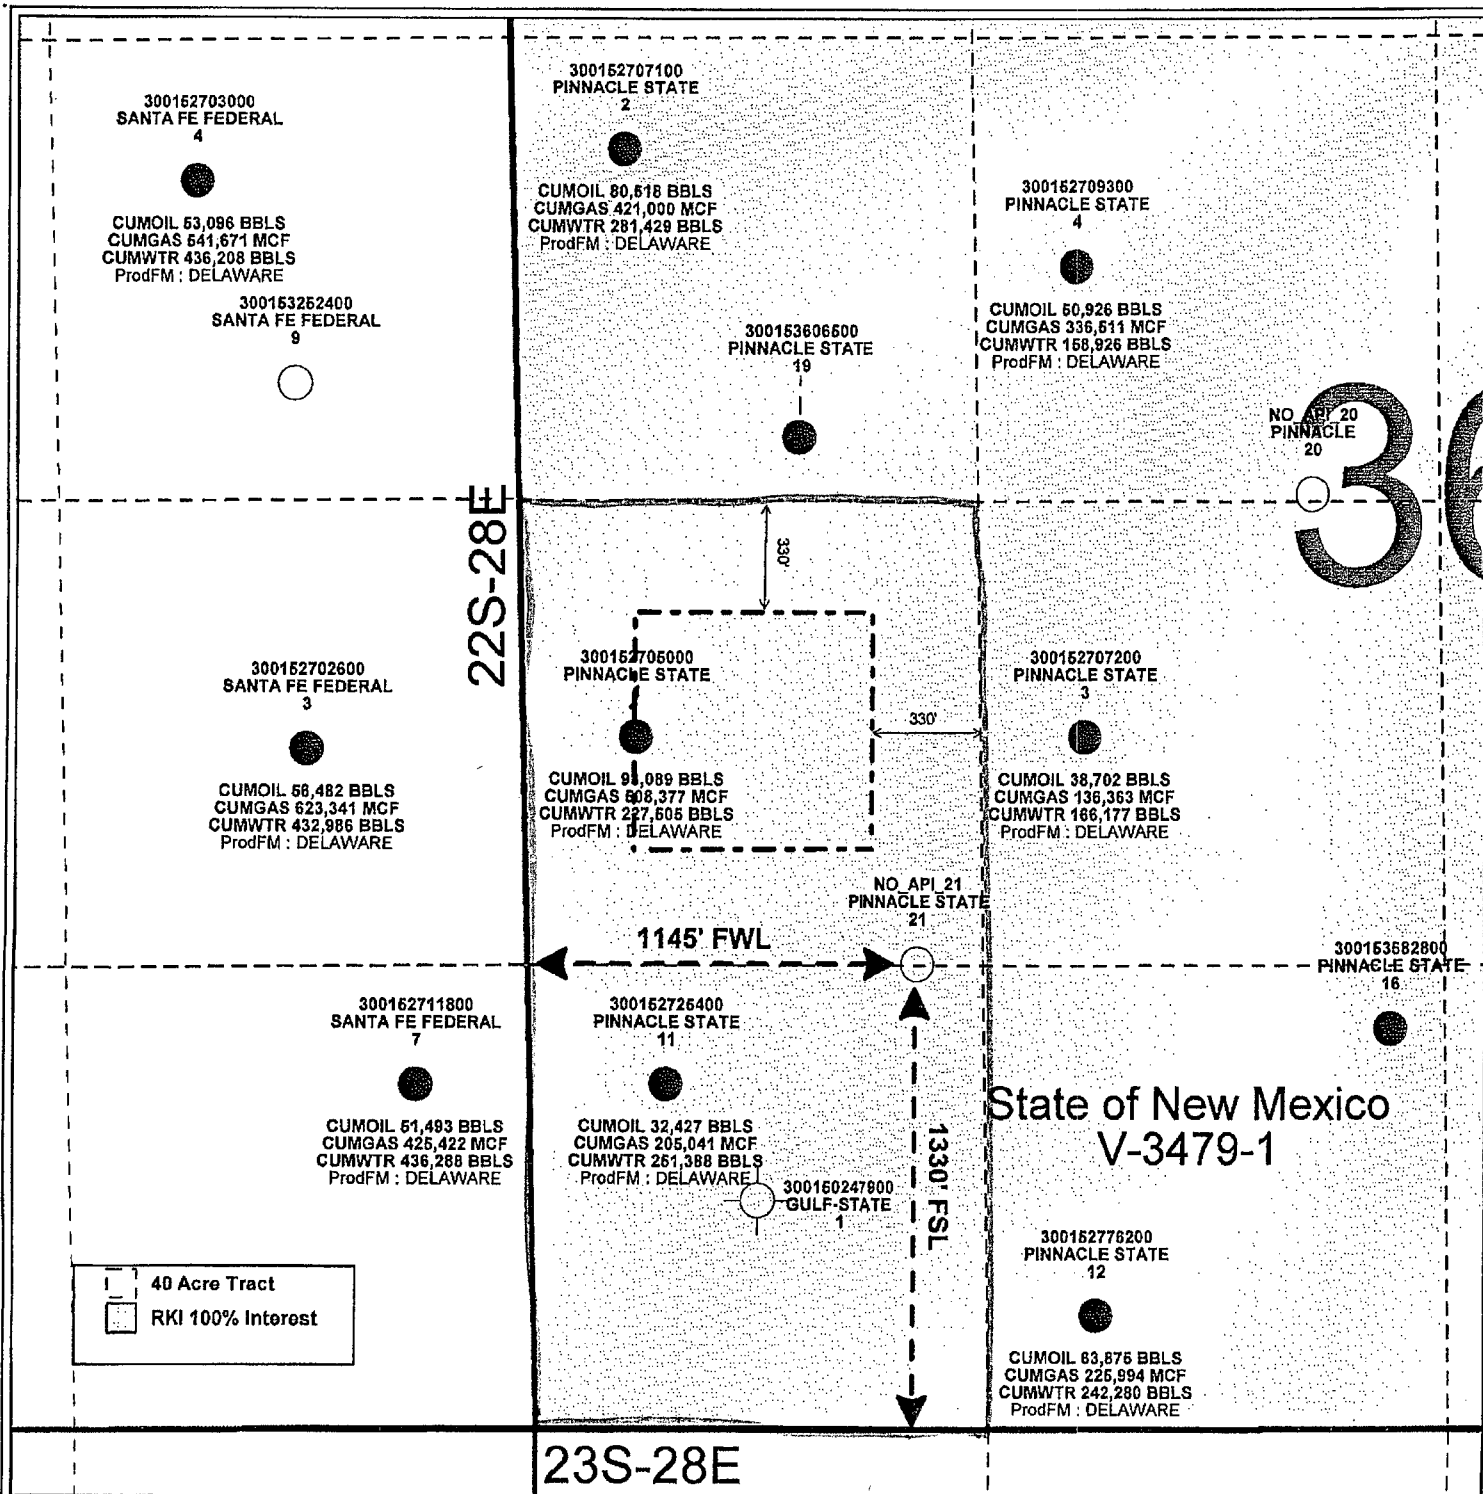 300152703000
SANTA FE FEDERAL
4
CUMOIL 53,096 BBLS
CUMGAS 541,671 MCF
CUMWTR 436,208 BBLS
ProdFM : DELAWARE
300153252400
SANTA FE FEDERAL
9
300152707100
PINNACLE STATE
2
CUMOIL 80,518 BBLS
CUMGAS 421,000 MCF
CUMWTR 281,429 BBLS
ProdFM : DELAWARE
300153606500
PINNACLE STATE
19
300152709300
PINNACLE STATE
4
CUMOIL 50,926 BBLS
CUMGAS 336,511 MCF
CUMWTR 158,926 BBLS
ProdFM : DELAWARE
NO_API_20
PINNACLE
20
36
22S-28E
330'
300152702600
SANTA FE FEDERAL
3
CUMOIL 56,482 BBLS
CUMGAS 623,341 MCF
CUMWTR 432,986 BBLS
ProdFM : DELAWARE
300152705000
PINNACLE STATE
CUMOIL BBLS
CUMGAS MCF
CUMWTR 227,605 BBLS
ProdFM : DELAWARE
330'
300152707200
PINNACLE STATE
3
CUMOIL 38,702 BBLS
CUMGAS 136,363 MCF
CUMWTR 166,177 BBLS
ProdFM : DELAWARE
NO_API_21
PINNACLE STATE
21
1145' FWL
300153582800
PINNACLE STATE
16
300152711800
SANTA FE FEDERAL
7
CUMOIL 51,493 BBLS
CUMGAS 425,422 MCF
CUMWTR 436,288 BBLS
ProdFM : DELAWARE
300152725400
PINNACLE STATE
11
CUMOIL 32,427 BBLS
CUMGAS 205,041 MCF
CUMWTR 261,388 BBLS
ProdFM : DELAWARE
300150247900
GULF-STATE
1
1330' FSL
State of New Mexico
V-3479-1
300152776200
PINNACLE STATE
12
CUMOIL 63,875 BBLS
CUMGAS 225,994 MCF
CUMWTR 242,280 BBLS
ProdFM : DELAWARE
40 Acre Tract
RKI 100% Interest
23S-28E